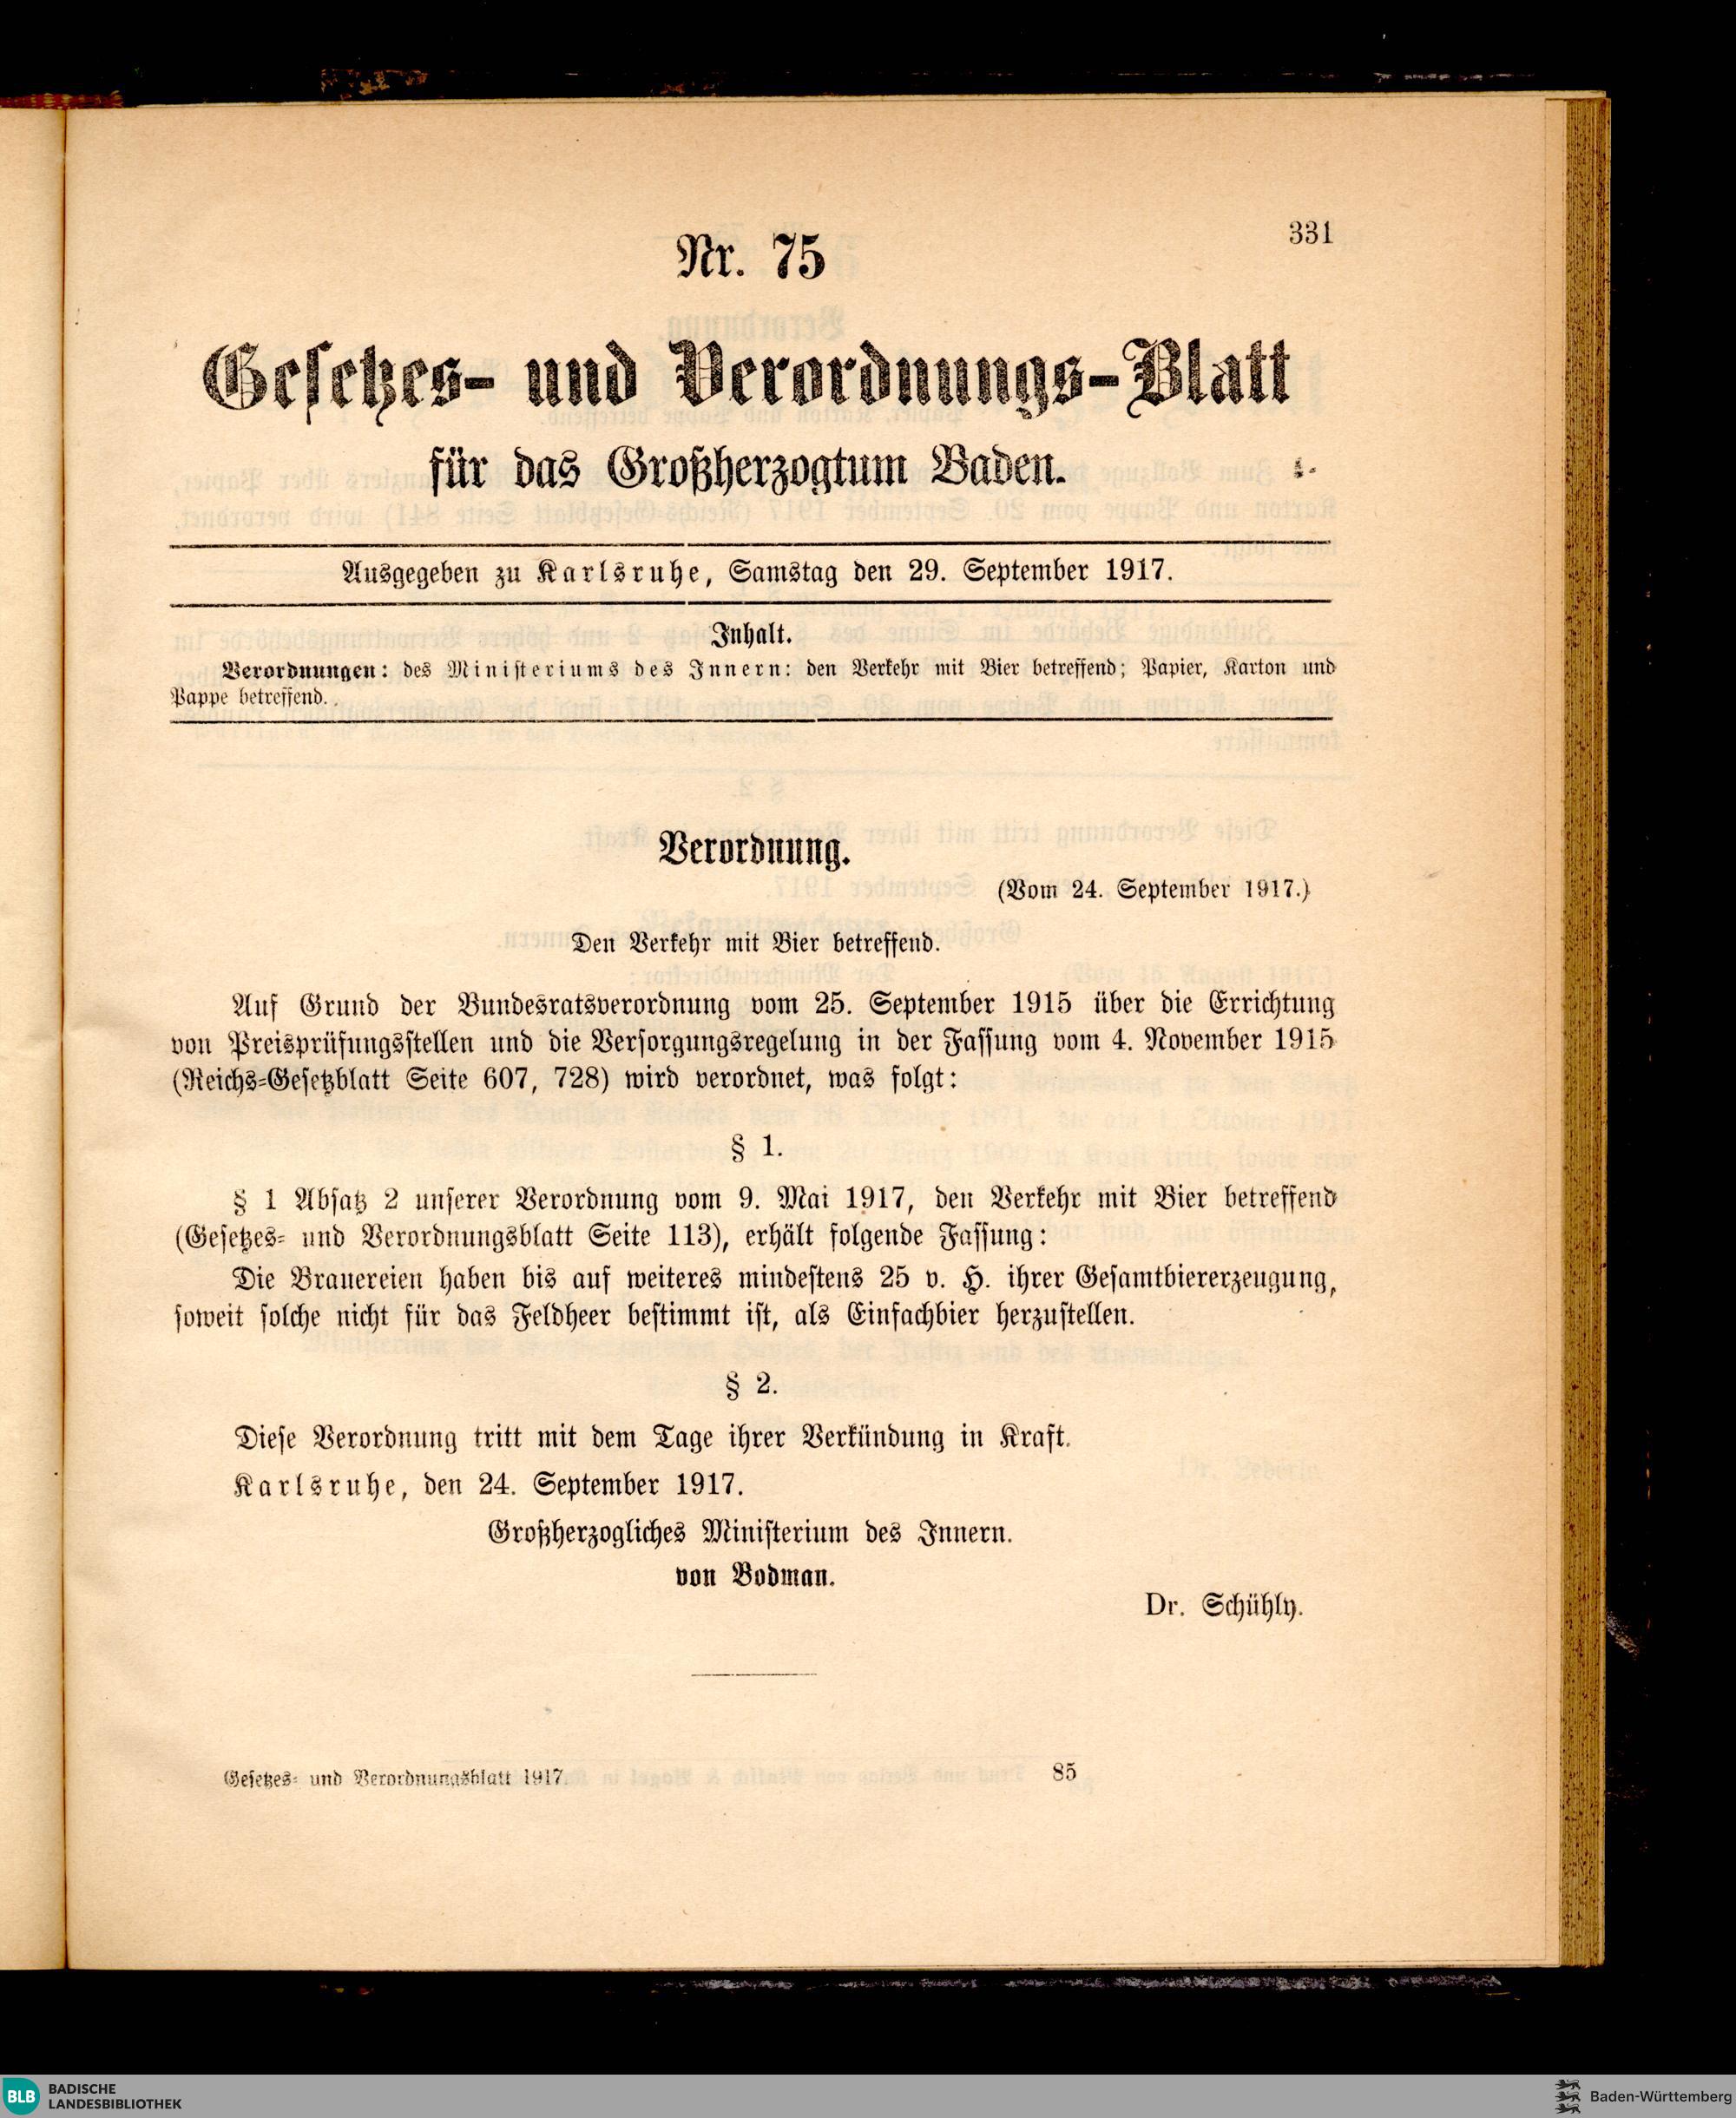 331
Nr. 75
Gesetzes- und Verordnungs-Blatt
für das Großherzogtum Baden.
Ausgegeben zu Karlsruhe, Samstag den 29. September 1917.
Inhalt.
Verordnungen: des Ministeriums des Innern: den Verkehr mit Bier betreffend; Papier, Karton und
Pappe betreffend.
Verordnung.
(Vom 24. September 1917.)
Den Verkehr mit Bier betreffend.
Auf Grund der Bundesratsverordnung vom 25. September 1915 über die Errichtung
von Preisprüfungsstellen und die Versorgungsregelung in der Fassung vom 4. November 1915
(Reichs-Gesetzblatt Seite 607, 728) wird verordnet, was folgt:
§ 1.
§ 1 Absatz 2 unserer Verordnung vom 9. Mai 1917, den Verkehr mit Bier betreffend
(Gesetzes- und Verordnungsblatt Seite 113), erhält folgende Fassung:
Die Brauereien haben bis auf weiteres mindestens 25 v. H. ihrer Gesamtbiererzeugung,
soweit solche nicht für das Feldheer bestimmt ist, als Einfachbier herzustellen.
§ 2.
Diese Verordnung tritt mit dem Tage ihrer Verkündung in Kraft.
Karlsruhe, den 24. September 1917.
Großherzogliches Ministerium des Innern.
von Bodman.
Dr. Schühly.
Gesetzes- und Verordnungsblatt 1917. 85
BLB BADISCHE
LANDESBIBLIOTHEK
Baden-Württemberg